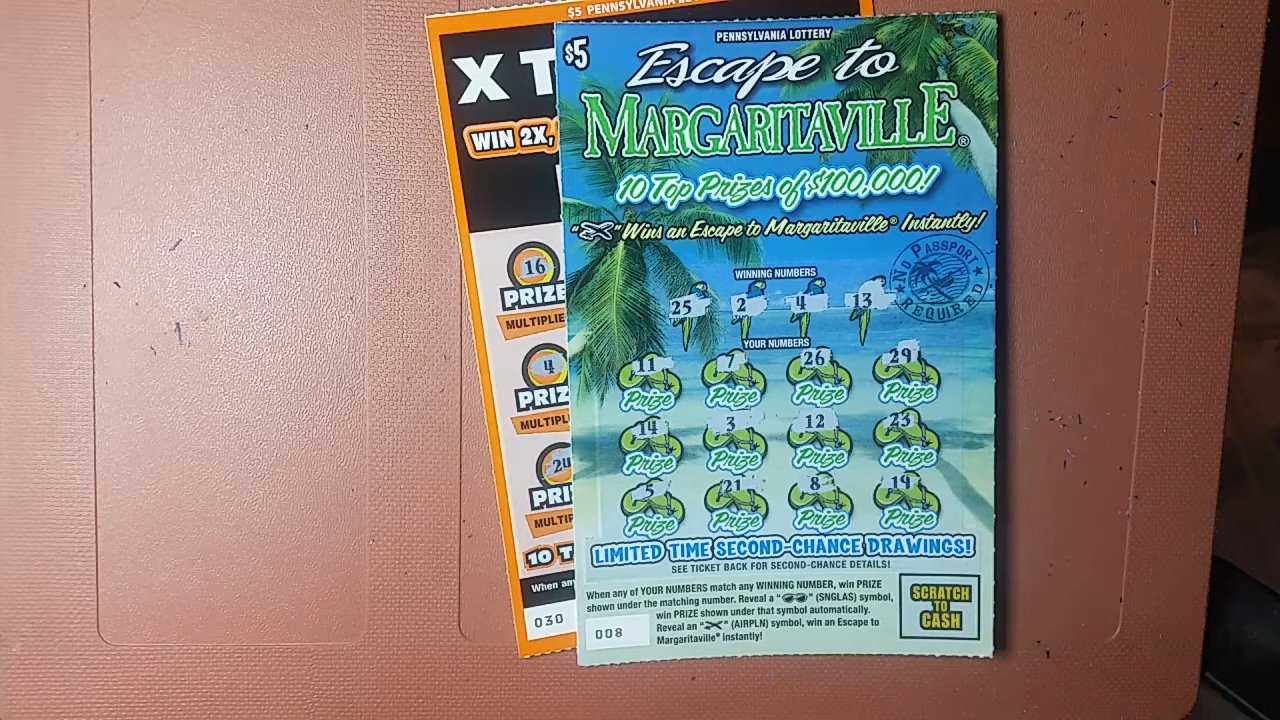 $5 PENNSYLVANIA LO
X T
WIN 2X,
16
PRIZE
MULTIPLIE
4
PRIZ
MULTIPL
PRI
MULTI
10 T
When any
030
PENNSYLVANIA LOTTERY
$5
Escape to
MARGARITAVILLE®
10 Top Prizes of $100,000!
" " Wins an Escape to Margaritaville® Instantly!
NO PASSPORT REQUIRED
WINNING NUMBERS
25 2 4 13
YOUR NUMBERS
11 7 26 29
Prize Prize Prize Prize
14 3 12 23
Prize Prize Prize Prize
5 21 8 19
Prize Prize Prize Prize
LIMITED TIME SECOND-CHANCE DRAWINGS!
SEE TICKET BACK FOR SECOND-CHANCE DETAILS!
When any of YOUR NUMBERS match any WINNING NUMBER, win PRIZE
shown under the matching number. Reveal a " " (SNGLAS) symbol,
win PRIZE shown under that symbol automatically.
Reveal an " " (AIRPLN) symbol, win an Escape to
Margaritaville® instantly!
008
SCRATCH
TO
CASH